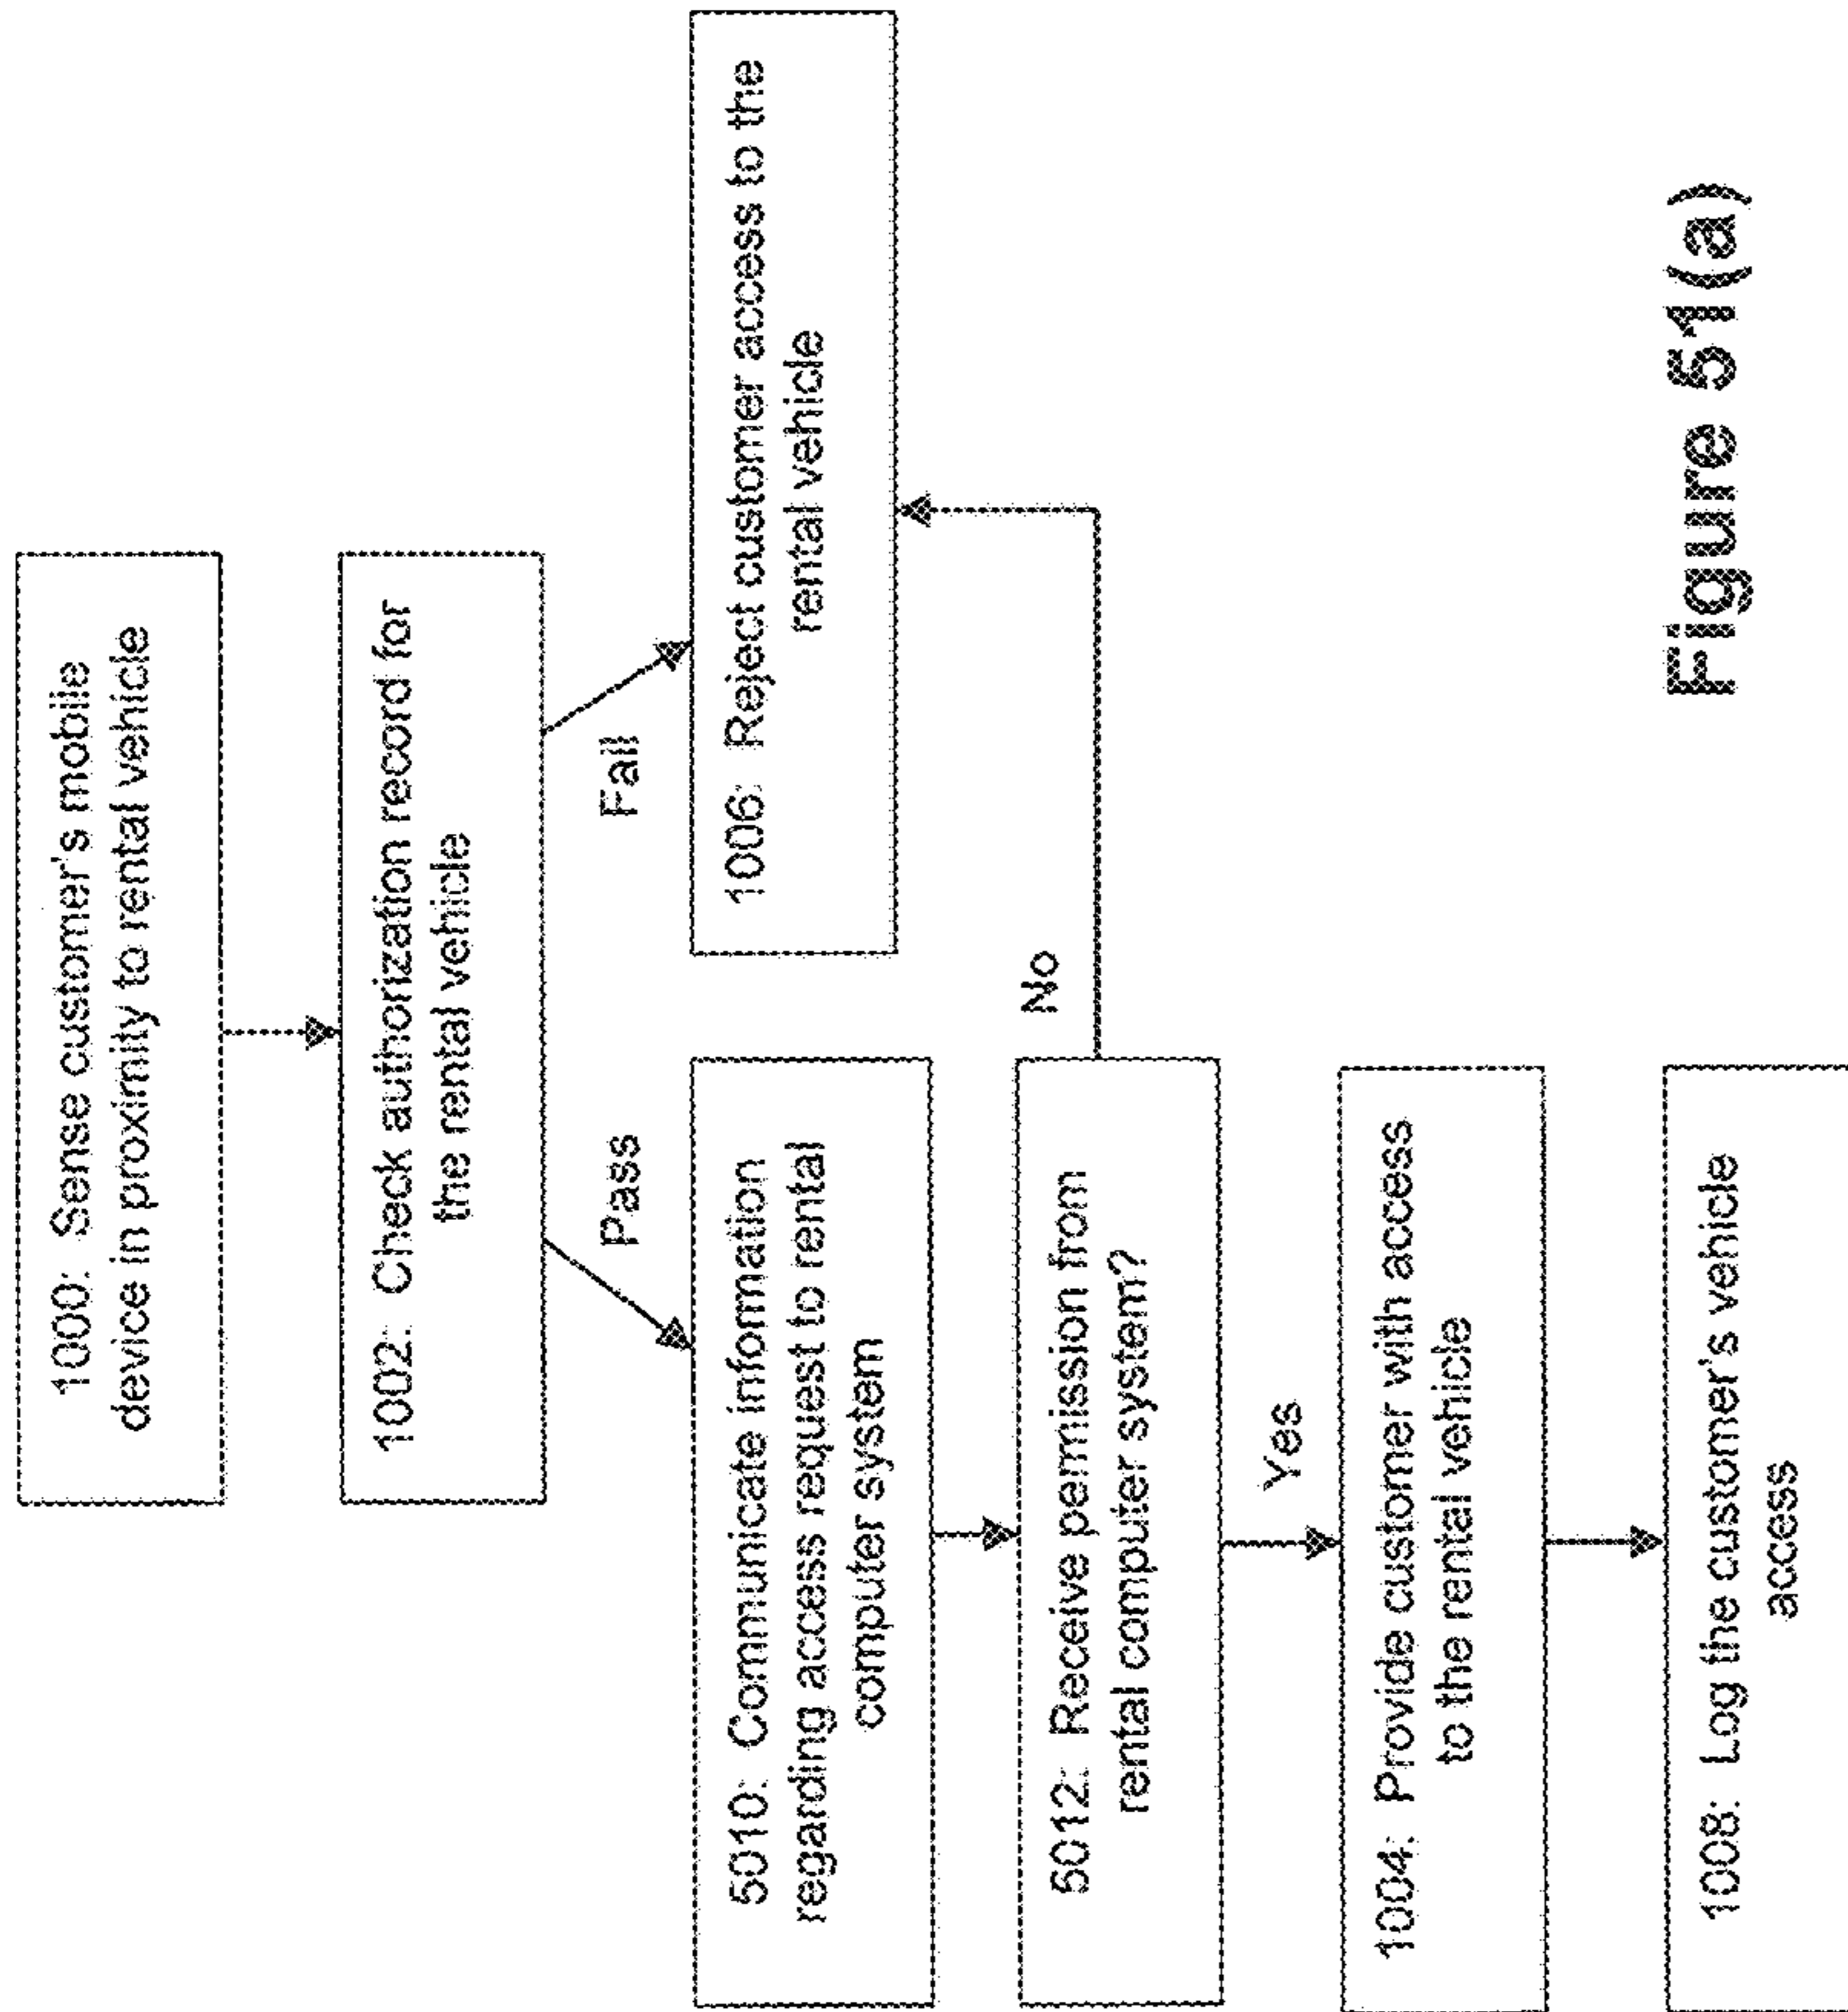 1000: Sense customer's mobile
device in proximity to rental vehicle
1002: Check authorization record for
the rental vehicle
Pass
Fail
5010: Communicate information
regarding access request to rental
computer system
1006: Reject customer access to the
rental vehicle
5012: Receive permission from
rental computer system?
No
Yes
1004: Provide customer with access
to the rental vehicle
1008: Log the customer's vehicle
access
Figure 51(a)